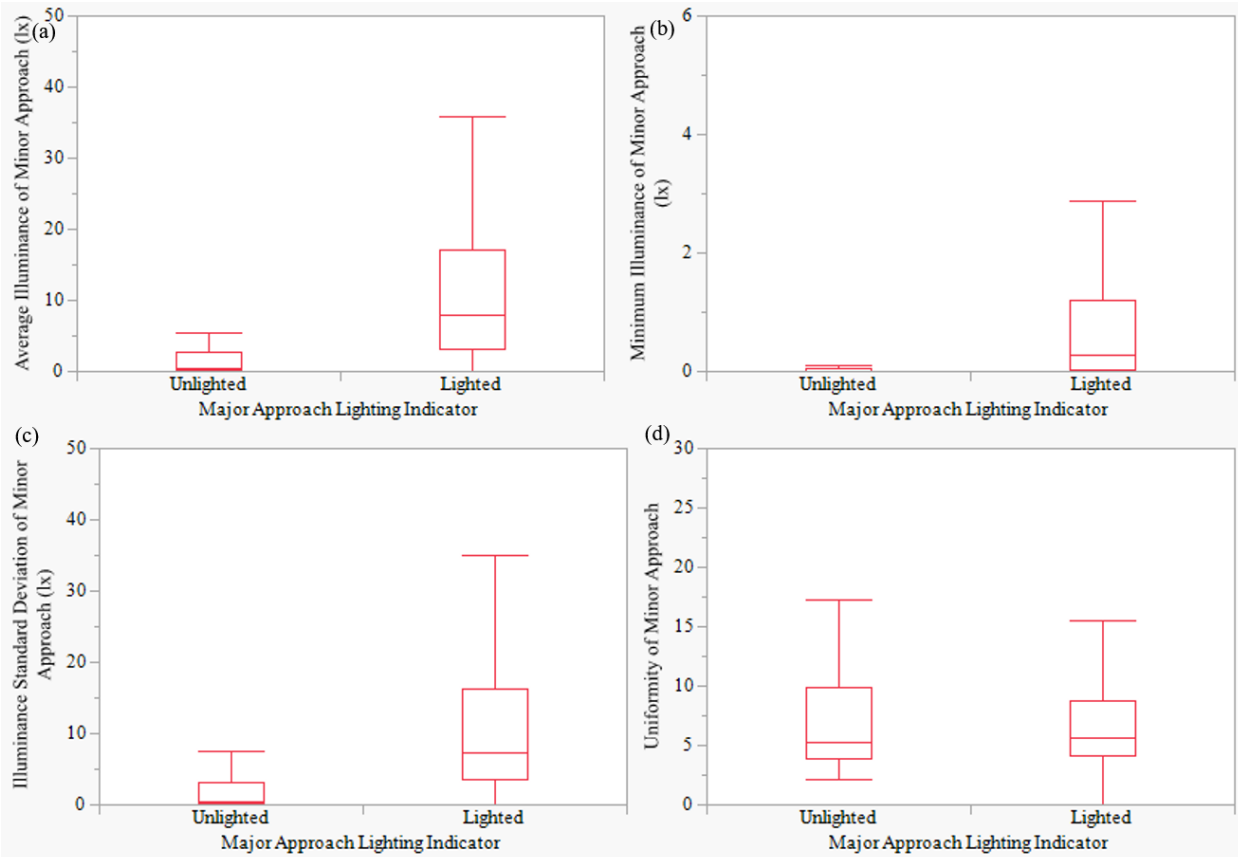 (a)
Average Illuminance of Minor Approach (lx)
50
40
30
20
10
0
Unlighted
Lighted
Major Approach Lighting Indicator
(b)
Minimum Illuminance of Minor Approach
(lx)
6
4
2
0
Unlighted
Lighted
Major Approach Lighting Indicator
(c)
Illuminance Standard Deviation of Minor
Approach (lx)
50
40
30
20
10
0
Unlighted
Lighted
Major Approach Lighting Indicator
(d)
Uniformity of Minor Approach
30
25
20
15
10
5
0
Unlighted
Lighted
Major Approach Lighting Indicator